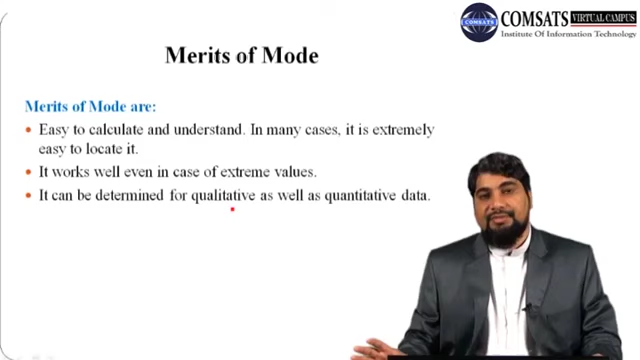 COMSATS VIRTUAL CAMPUS
Institute Of Information Technology
Merits of Mode
Merits of Mode are:
• Easy to calculate and understand. In many cases, it is extremely
easy to locate it.
• It works well even in case of extreme values.
• It can be determined for qualitative as well as quantitative data.